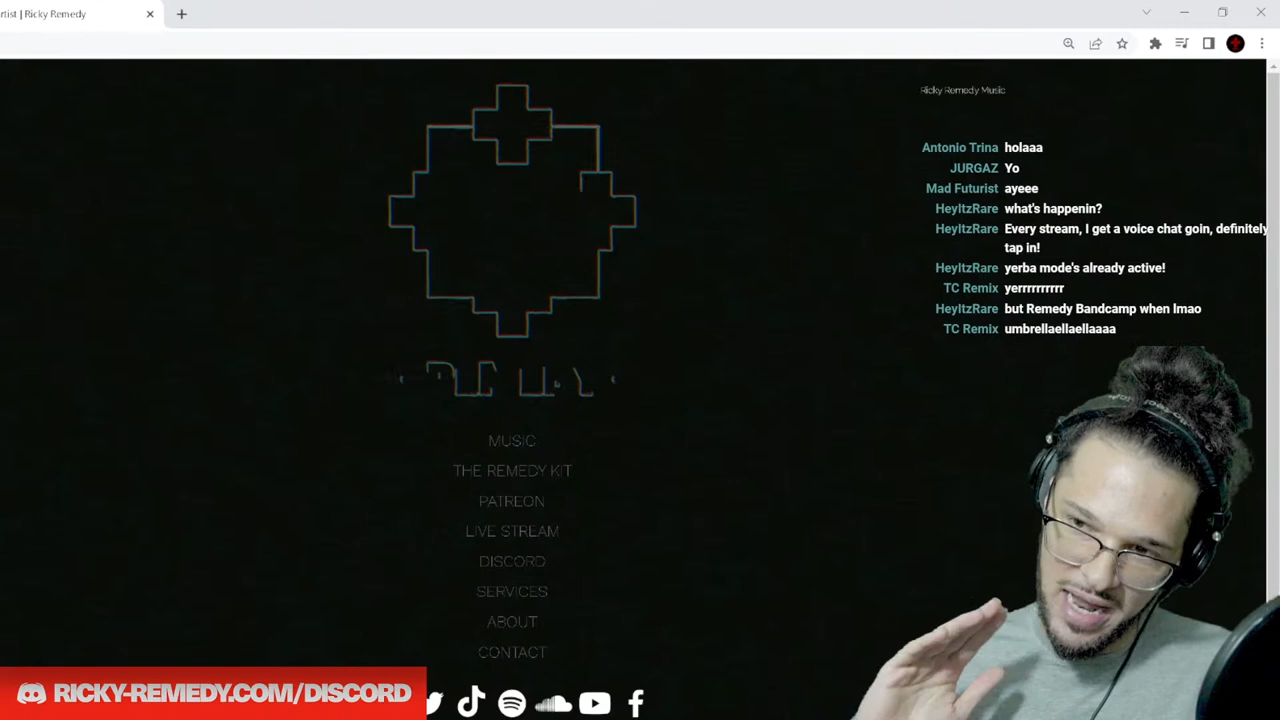 rtist | Ricky Remedy
Ricky Remedy Music
Antonio Trina holaaa
JURGAZ Yo
Mad Futurist ayeee
HeyItzRare what's happenin?
HeyItzRare Every stream, I get a voice chat goin, definitely
tap in!
HeyItzRare yerba mode's already active!
TC Remix yerrrrrrrrrr
HeyItzRare but Remedy Bandcamp when lmao
TC Remix umbrellaellaellaaaa
MUSIC
THE REMEDY KIT
PATREON
LIVE STREAM
DISCORD
SERVICES
ABOUT
CONTACT
RICKY-REMEDY.COM/DISCORD